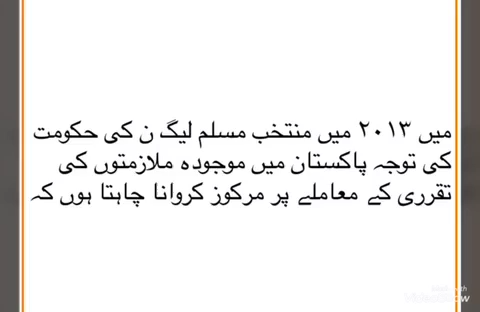 میں ۲۰۱۳ میں منتخب مسلم لیگ ن کی حکومت
کی توجہ پاکستان میں موجودہ ملازمتوں کی
تقرری کے معاملے پر مرکوز کروانا چاہتا ہوں کہ